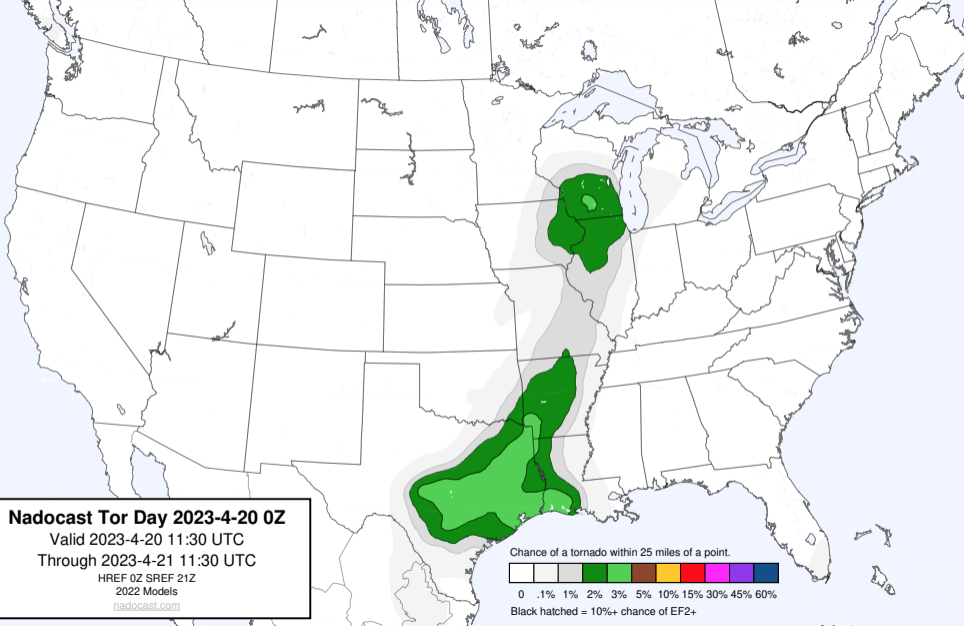 Nadocast Tor Day 2023-4-20 0Z
Valid 2023-4-20 11:30 UTC
Through 2023-4-21 11:30 UTC
HREF 0Z SREF 21Z
2022 Models
nadocast.com
Chance of a tornado within 25 miles of a point.
0 .1% 1% 2% 3% 5% 10% 15% 30% 45% 60%
Black hatched = 10%+ chance of EF2+